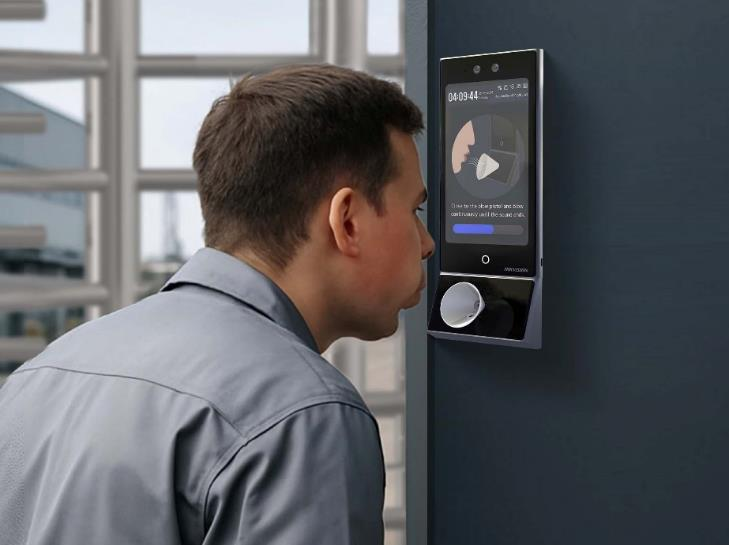 04:09:44
Close to the blow portal and blow
continuously until the sound ends.
HIKVISION